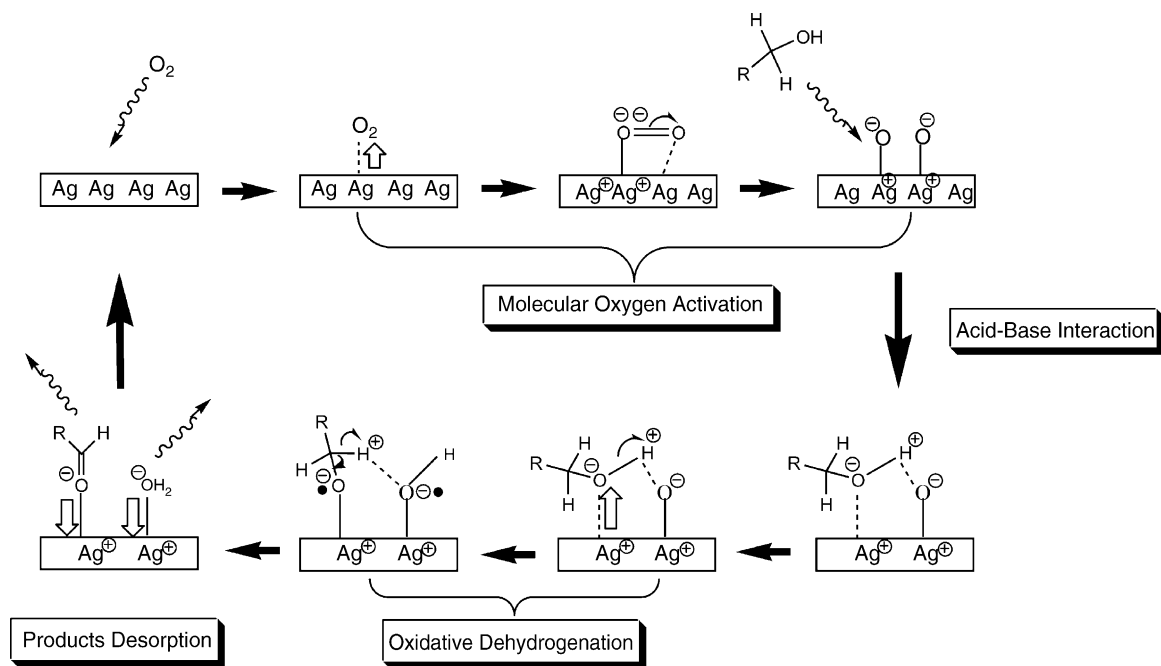 O2
Ag Ag Ag Ag
O2
Ag Ag Ag Ag
⊖ ⊖
O O
Ag⊕ Ag⊕ Ag Ag
H
R OH
H
⊖ ⊖
O O
Ag Ag⊕ Ag⊕ Ag
Molecular Oxygen Activation
Acid-Base Interaction
R H
⊖ ⊖
O OH2
Ag⊕ Ag⊕
R
H H⊕ H
⊖ O O⊖
Ag⊕ Ag⊕
H H⊕
R ⊖
H O O⊖
Ag⊕ Ag⊕
H H⊕
R ⊖
H O O⊖
Ag⊕ Ag⊕
Products Desorption
Oxidative Dehydrogenation